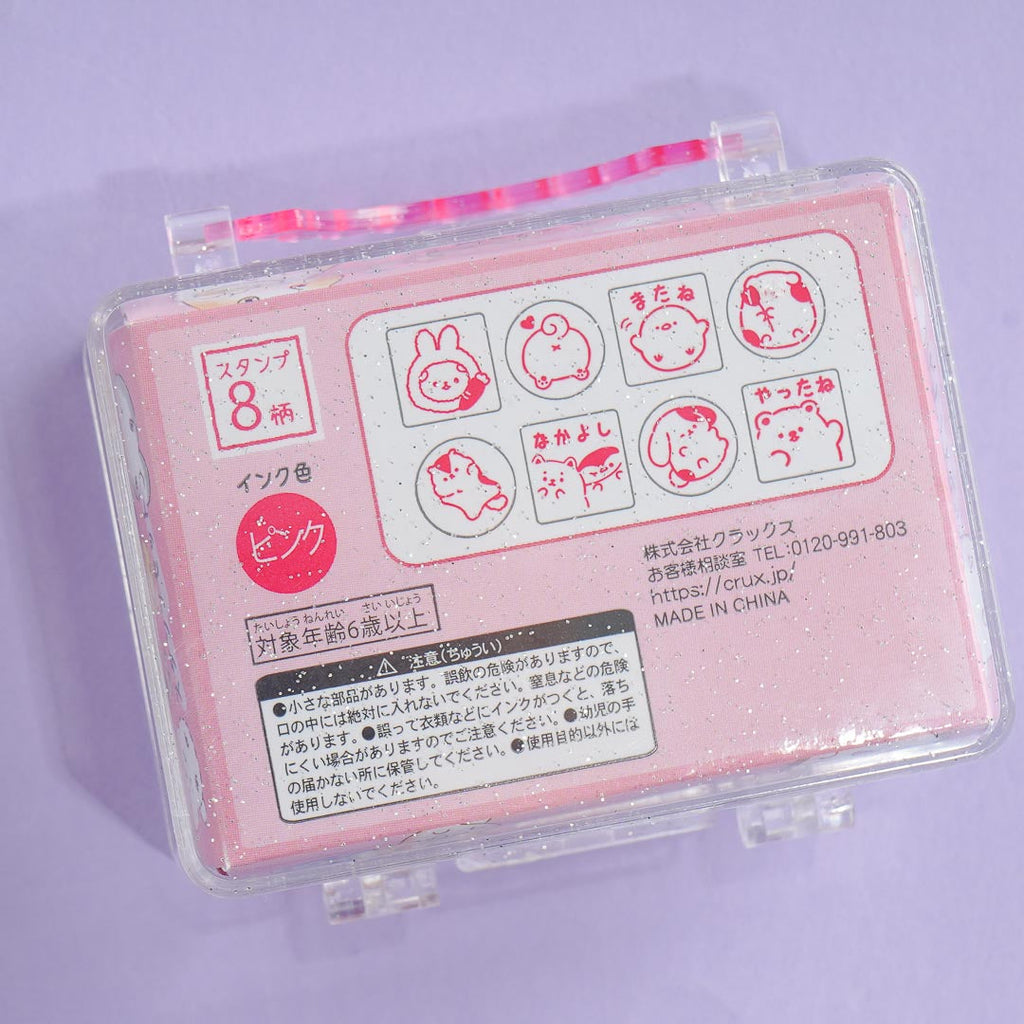 スタンプ
8柄
インク色
ピンク
またね
なかよし
やったね
株式会社クラックス
お客様相談室 TEL:0120-991-803
https://crux.jp/
MADE IN CHINA
たいしょうねんれい さいいじょう
対象年齢6歳以上
⚠注意(ちゅうい)
●小さな部品があります。誤飲の危険がありますので、
口の中には絶対に入れないでください。窒息などの危険
があります。●誤って衣類などにインクがつくと、落ち
にくい場合がありますのでご注意ください。●幼児の手
の届かない所に保管してください。●使用目的以外には
使用しないでください。